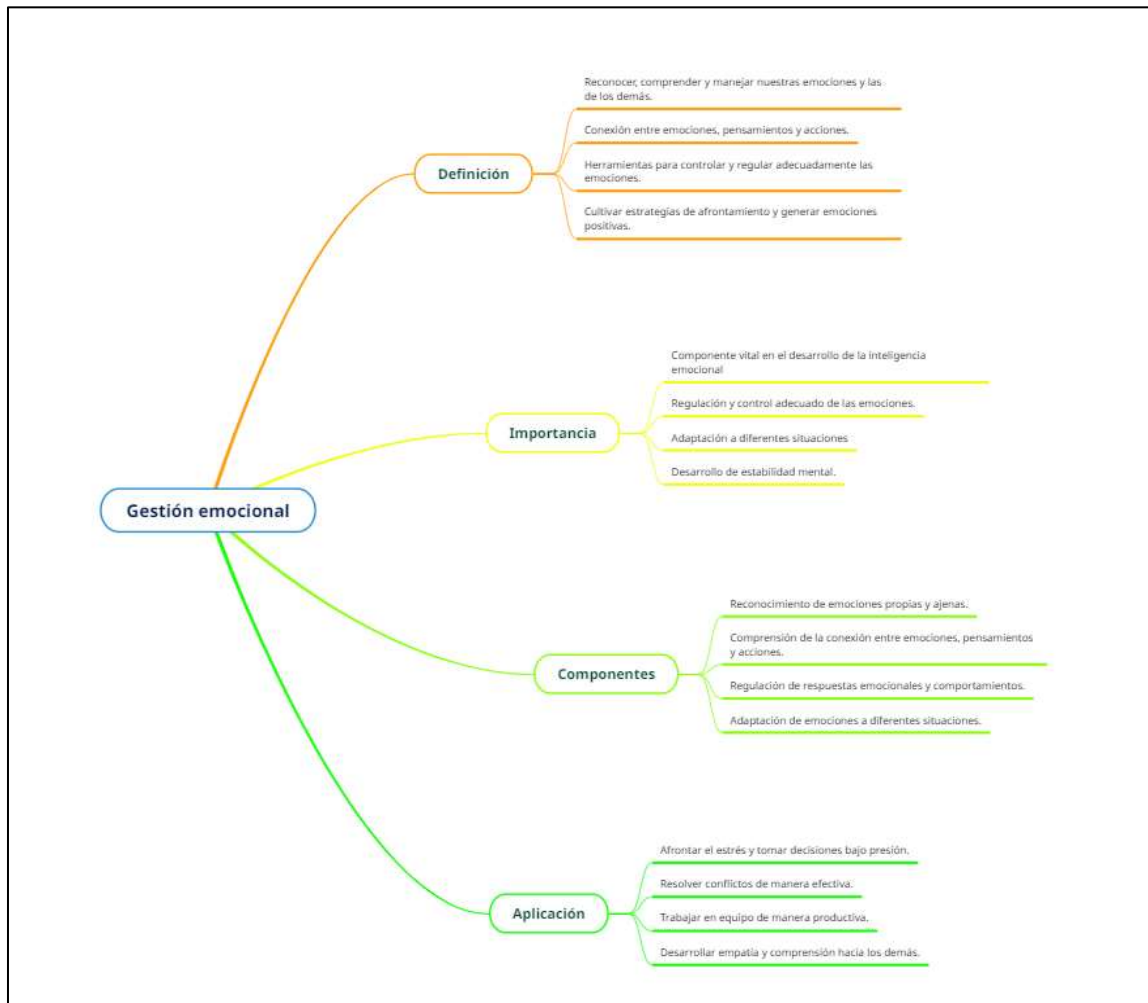 Reconocer, comprender y manejar nuestras emociones y las
de los demás.
Conexión entre emociones, pensamientos y acciones.
Definición
Herramientas para controlar y regular adecuadamente las
emociones.
Cultivar estrategias de afrontamiento y generar emociones
positivas.
Componente vital en el desarrollo de la inteligencia
emocional
Regulación y control adecuado de las emociones.
Importancia
Adaptación a diferentes situaciones
Desarrollo de estabilidad mental.
Gestión emocional
Reconocimiento de emociones propias y ajenas.
Comprensión de la conexión entre emociones, pensamientos
y acciones.
Componentes
Regulación de respuestas emocionales y comportamientos.
Adaptación de emociones a diferentes situaciones.
Afrontar el estrés y tomar decisiones bajo presión.
Resolver conflictos de manera efectiva.
Aplicación
Trabajar en equipo de manera productiva.
Desarrollar empatía y comprensión hacia los demás.